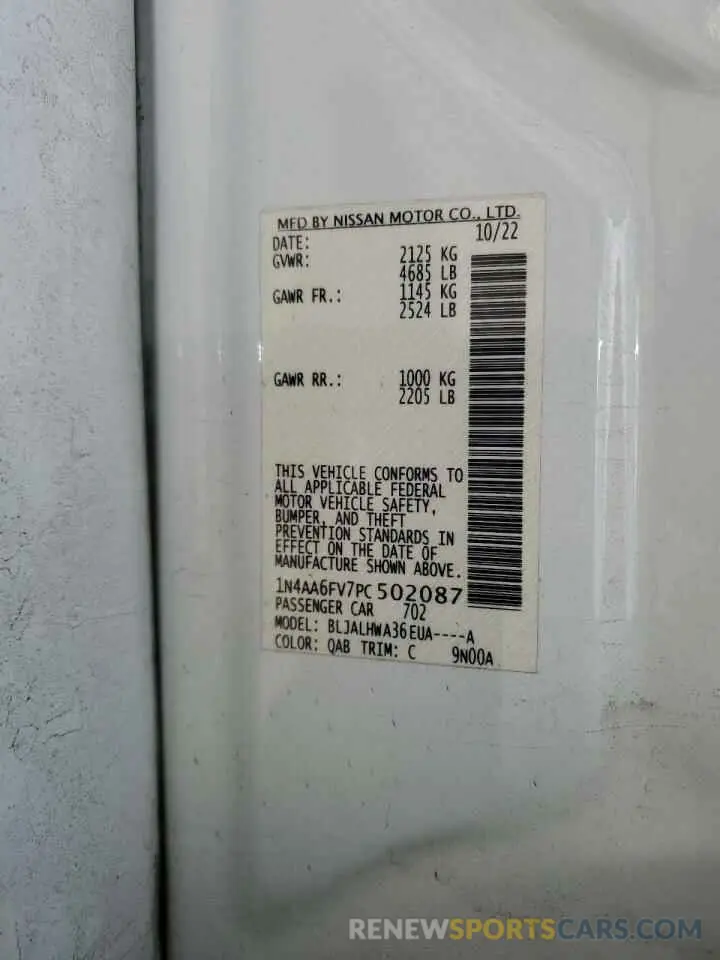 MFD BY NISSAN MOTOR CO., LTD.
DATE: 10/22
GVWR: 2125 KG
4685 LB
GAWR FR.: 1145 KG
2524 LB
GAWR RR.: 1000 KG
2205 LB
THIS VEHICLE CONFORMS TO
ALL APPLICABLE FEDERAL
MOTOR VEHICLE SAFETY,
BUMPER, AND THEFT
PREVENTION STANDARDS IN
EFFECT ON THE DATE OF
MANUFACTURE SHOWN ABOVE.
1N4AA6FV7PC502087
PASSENGER CAR 702
MODEL: BLJALHWA36EUA----A
COLOR: QAB TRIM: C 9N00A
RENEWSPORTSCARS.COM